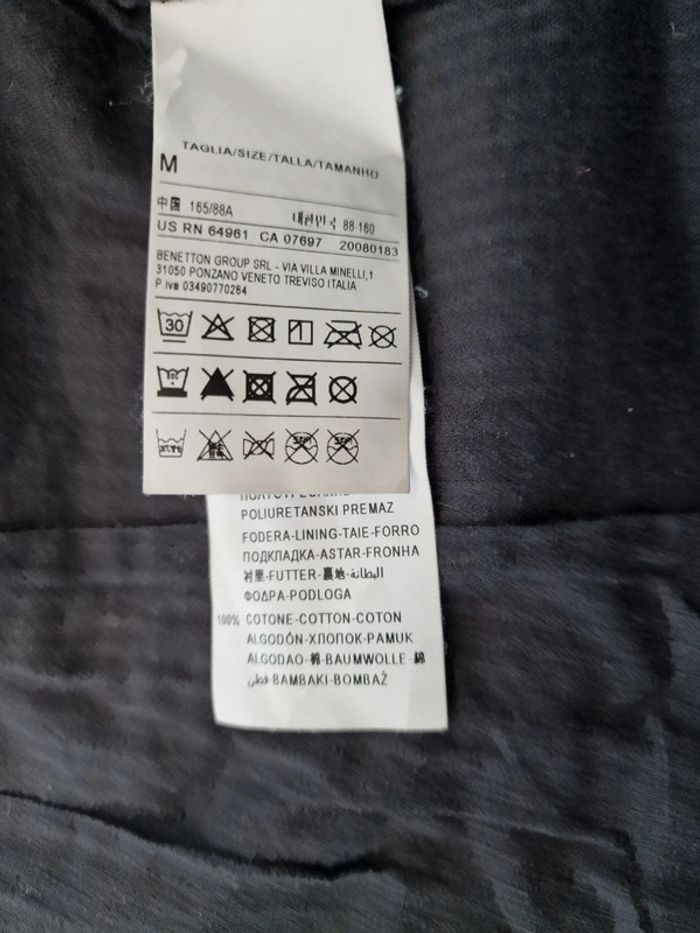 TAGLIA/SIZE/TALLA/TAMANHO
M
中国 165/88A 대한민국 88-160
US RN 64961 CA 07697 20080183
BENETTON GROUP SRL - VIA VILLA MINELLI,1
31050 PONZANO VENETO TREVISO ITALIA
P iva 03490770264
30
POLIURETANSKI PREMAZ
FODERA-LINING-TAIE-FORRO
ПОДКЛАДКА-ASTAR-FRONHA
衬里-FUTTER-裏地-البطانة
ΦΟΔΡΑ-PODLOGA
100% COTONE-COTTON-COTON
ALGODÓN-ХЛОПОК-PAMUK
ALGODAO-棉-BAUMWOLLE-綿
قطن-BAMBAKI-BOMBAŽ